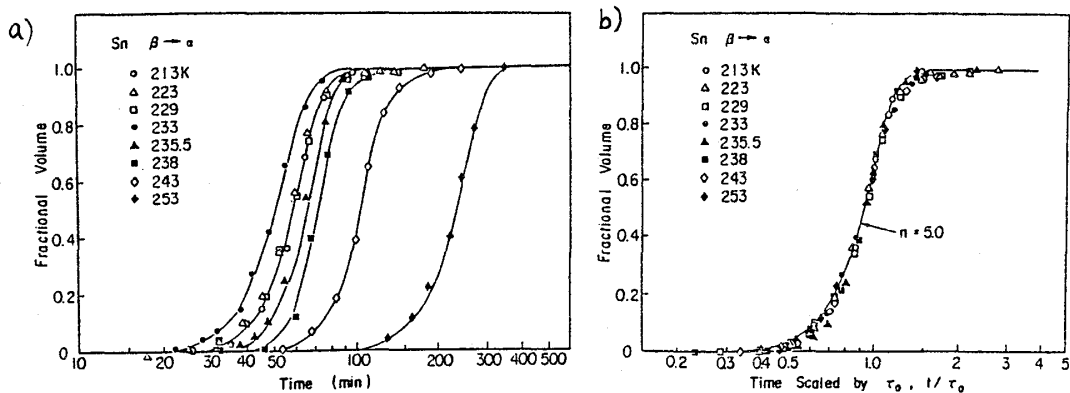 a)
Sn β → α
213K
223
229
233
235.5
238
243
253
Fractional Volume
1.0
0.8
0.6
0.4
0.2
0
10 20 30 40 50 100 200 300 400 500
Time (min)
b)
Sn β → α
213K
223
229
233
235.5
238
243
253
n = 5.0
Fractional Volume
1.0
0.8
0.6
0.4
0.2
0
0.2 0.3 0.4 0.5 1.0 2 3 4 5
Time Scaled by τ₀, t/τ₀